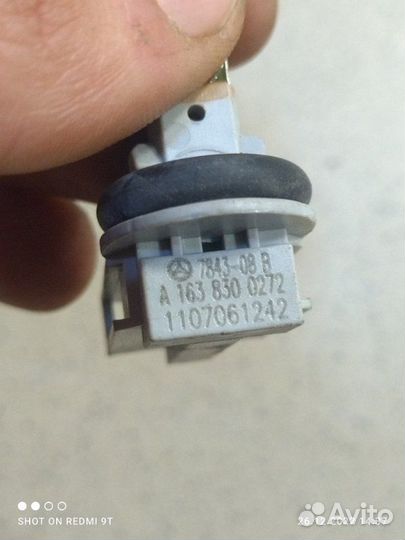 7843-08 B
A 163 830 0272
1107061242
SHOT ON REDMI 9T
Avito